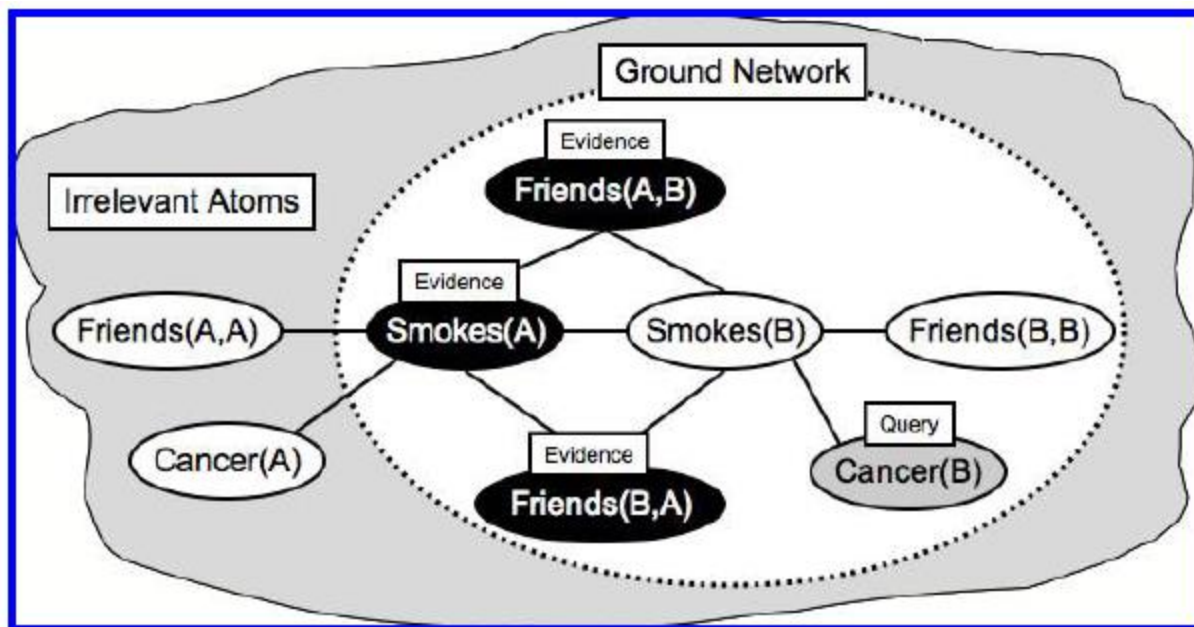 Ground Network
Evidence
Friends(A,B)
Irrelevant Atoms
Evidence
Friends(A,A)
Smokes(A)
Smokes(B)
Friends(B,B)
Query
Cancer(A)
Evidence
Cancer(B)
Friends(B,A)